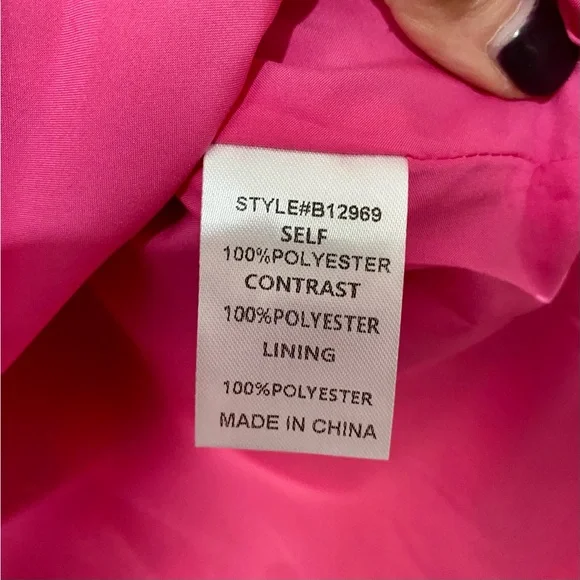 STYLE#B12969
SELF
100%POLYESTER
CONTRAST
100%POLYESTER
LINING
100%POLYESTER
MADE IN CHINA